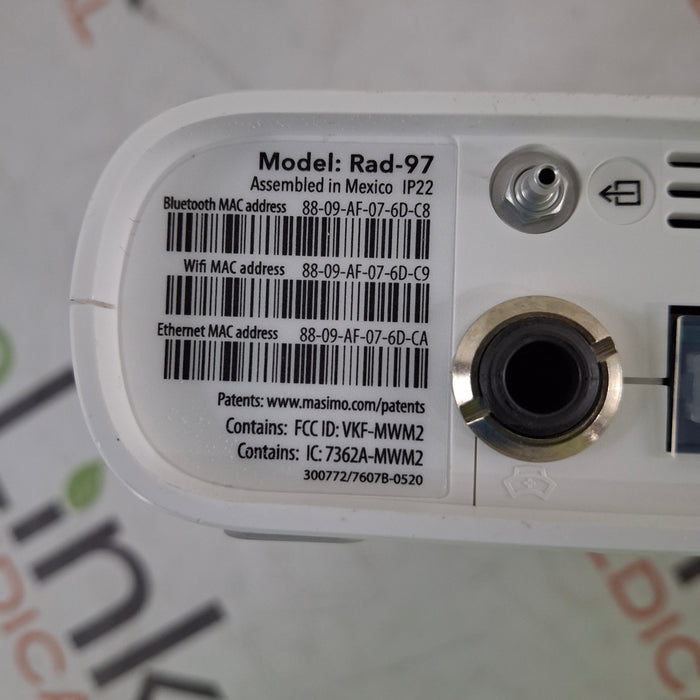 Model: Rad-97
Assembled in Mexico IP22
Bluetooth MAC address 88-09-AF-07-6D-C8
Wifi MAC address 88-09-AF-07-6D-C9
Ethernet MAC address 88-09-AF-07-6D-CA
Patents: www.masimo.com/patents
Contains: FCC ID: VKF-MWM2
Contains: IC: 7362A-MWM2
300772/7607B-0520
Link